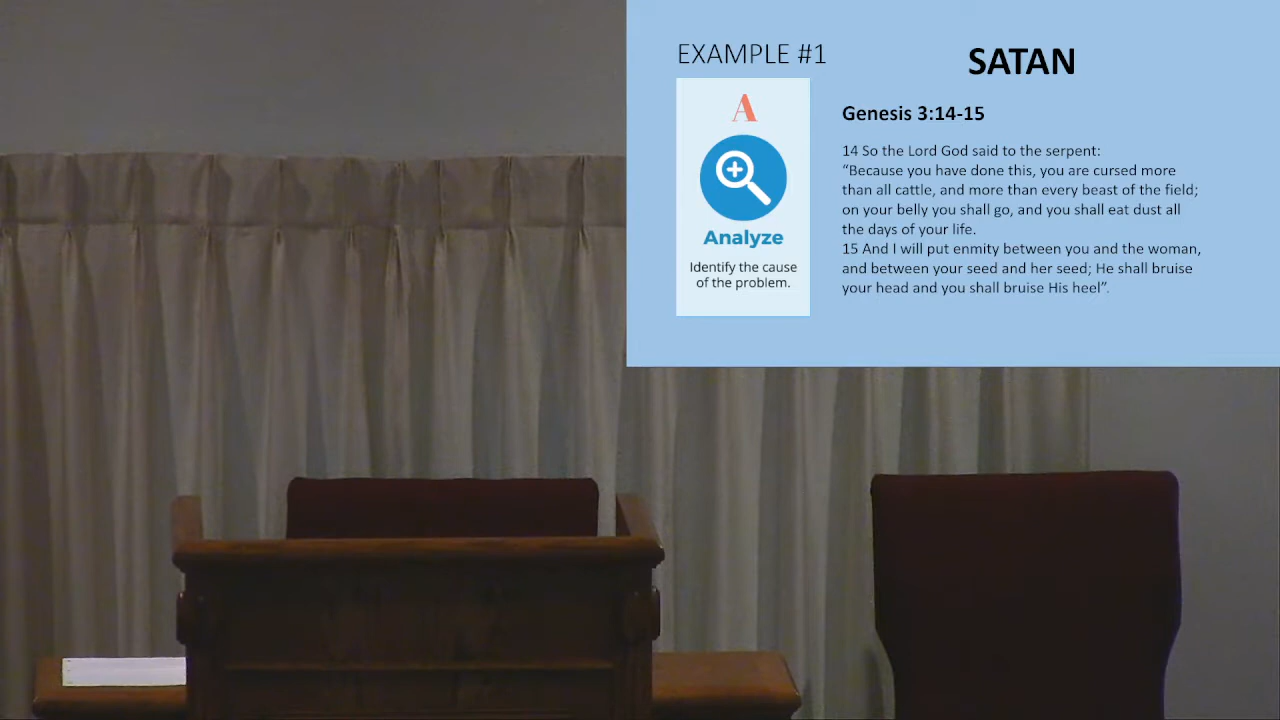 EXAMPLE #1
SATAN
A
Analyze
Identify the cause
of the problem.
Genesis 3:14-15
14 So the Lord God said to the serpent:
“Because you have done this, you are cursed more
than all cattle, and more than every beast of the field;
on your belly you shall go, and you shall eat dust all
the days of your life.
15 And I will put enmity between you and the woman,
and between your seed and her seed; He shall bruise
your head and you shall bruise His heel”.